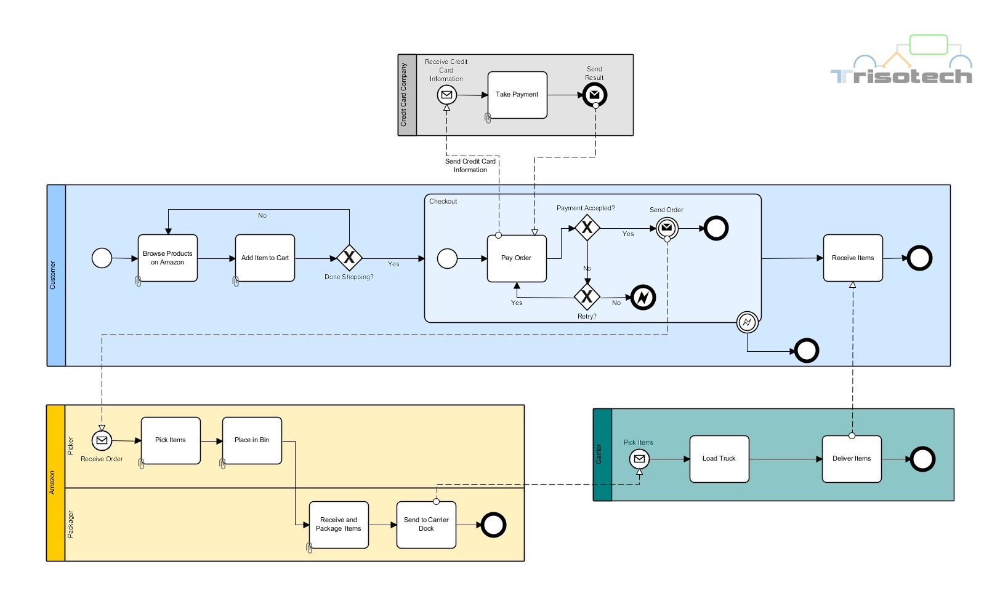 Trisotech
Credit Card Company
Receive Credit
Card
Information
Take Payment
Send
Result
Send Credit Card
Information
Customer
No
Browse Products
on Amazon
Add Item to Cart
Done Shopping?
Yes
Checkout
Pay Order
Payment Accepted?
Yes
Send Order
No
Yes
Retry?
No
Receive Items
Amazon
Picker
Receive Order
Pick Items
Place in Bin
Packager
Receive and
Package Items
Send to Carrier
Dock
Carrier
Pick Items
Load Truck
Deliver Items